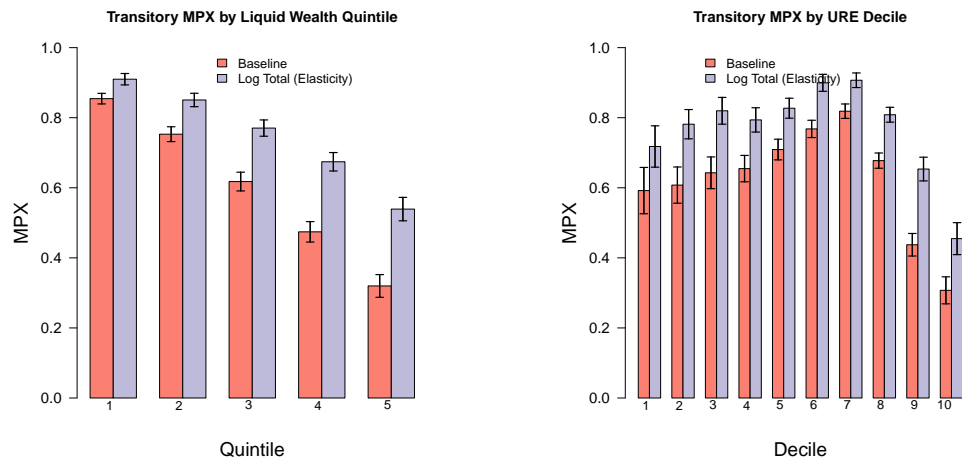 Transitory MPX by Liquid Wealth Quintile
Baseline
Log Total (Elasticity)
MPX
1.0
0.8
0.6
0.4
0.2
0.0
1 2 3 4 5
Quintile
Transitory MPX by URE Decile
Baseline
Log Total (Elasticity)
MPX
1.0
0.8
0.6
0.4
0.2
0.0
1 2 3 4 5 6 7 8 9 10
Decile